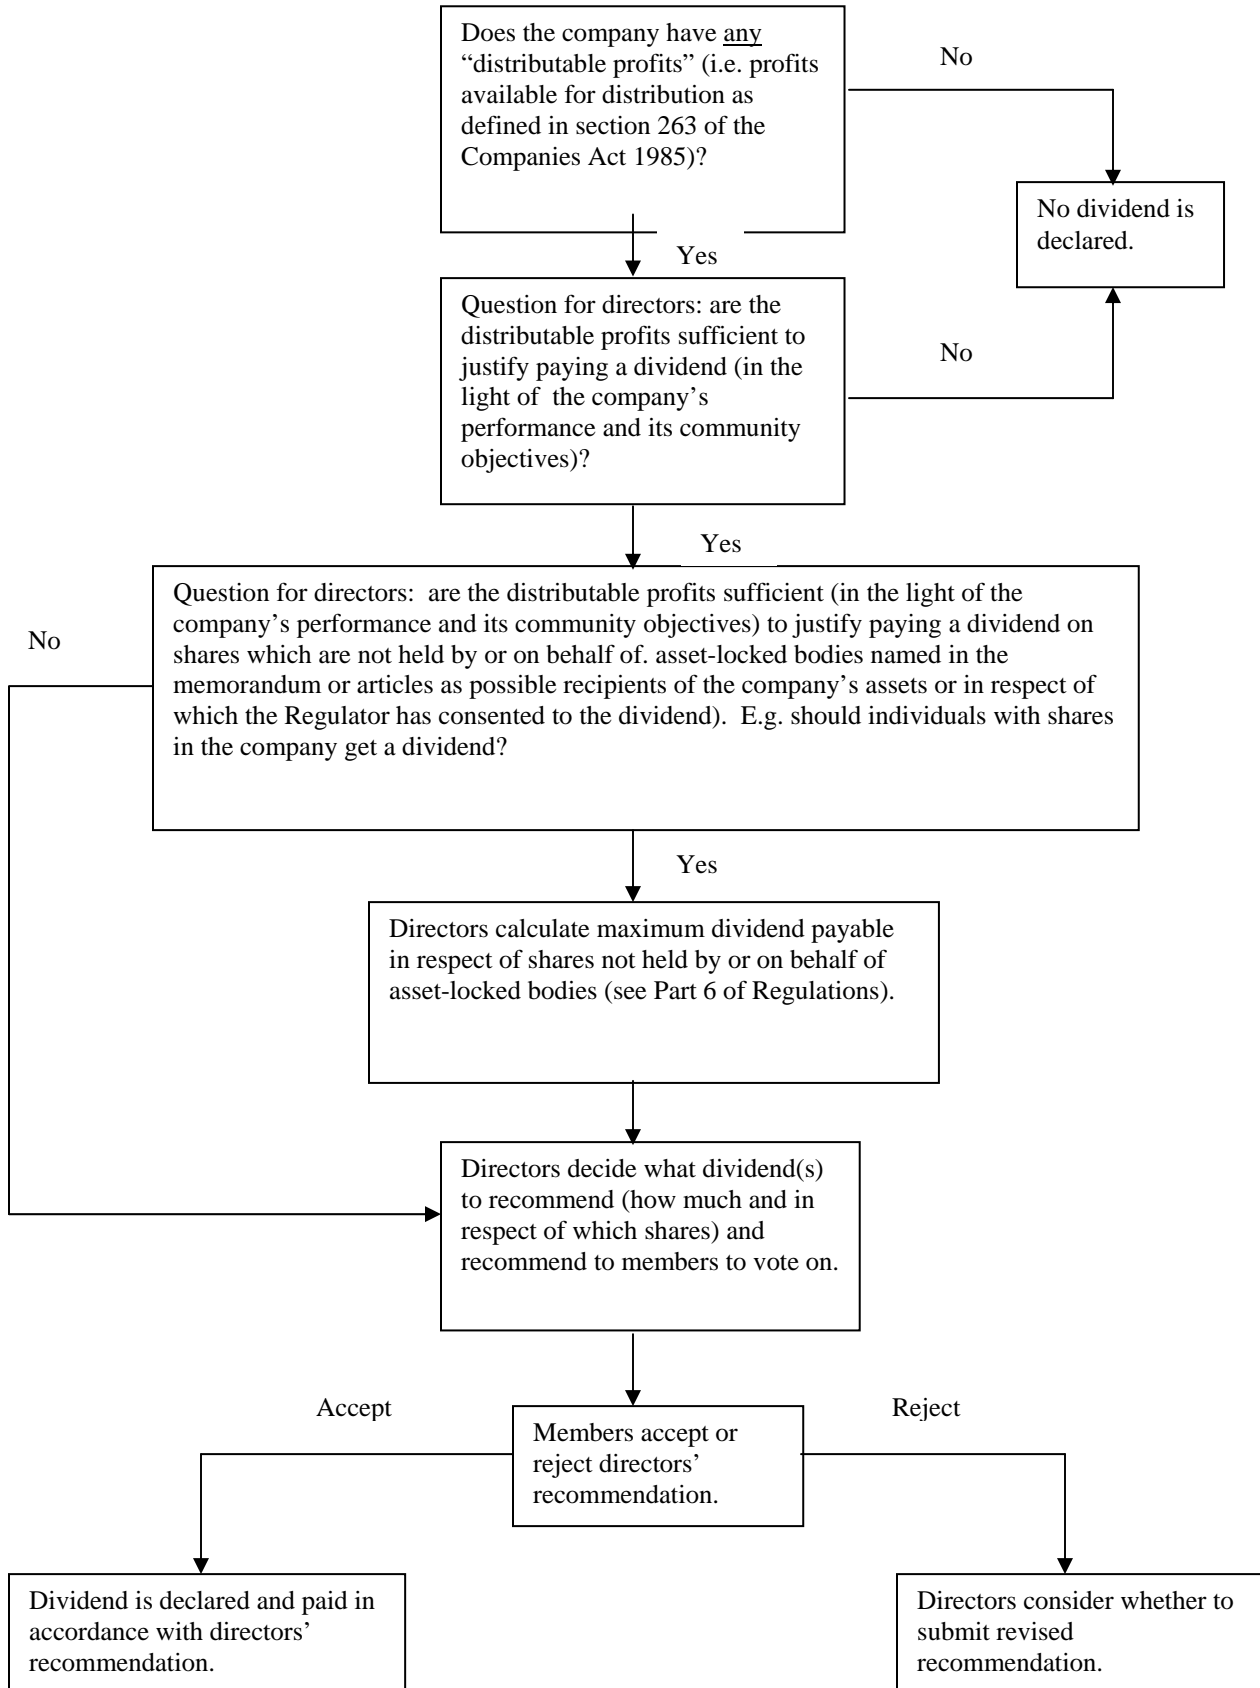 Does the company have any
“distributable profits” (i.e. profits
available for distribution as
defined in section 263 of the
Companies Act 1985)?
No
No dividend is
declared.
Yes
Question for directors: are the
distributable profits sufficient to
justify paying a dividend (in the
light of  the company’s
performance and its community
objectives)?
No
Yes
Question for directors:  are the distributable profits sufficient (in the light of the
company’s performance and its community objectives) to justify paying a dividend on
shares which are not held by or on behalf of. asset-locked bodies named in the
memorandum or articles as possible recipients of the company’s assets or in respect of
which the Regulator has consented to the dividend).  E.g. should individuals with shares
in the company get a dividend?
No
Yes
Directors calculate maximum dividend payable
in respect of shares not held by or on behalf of
asset-locked bodies (see Part 6 of Regulations).
Directors decide what dividend(s)
to recommend (how much and in
respect of which shares) and
recommend to members to vote on.
Accept
Reject
Members accept or
reject directors’
recommendation.
Dividend is declared and paid in
accordance with directors’
recommendation.
Directors consider whether to
submit revised
recommendation.